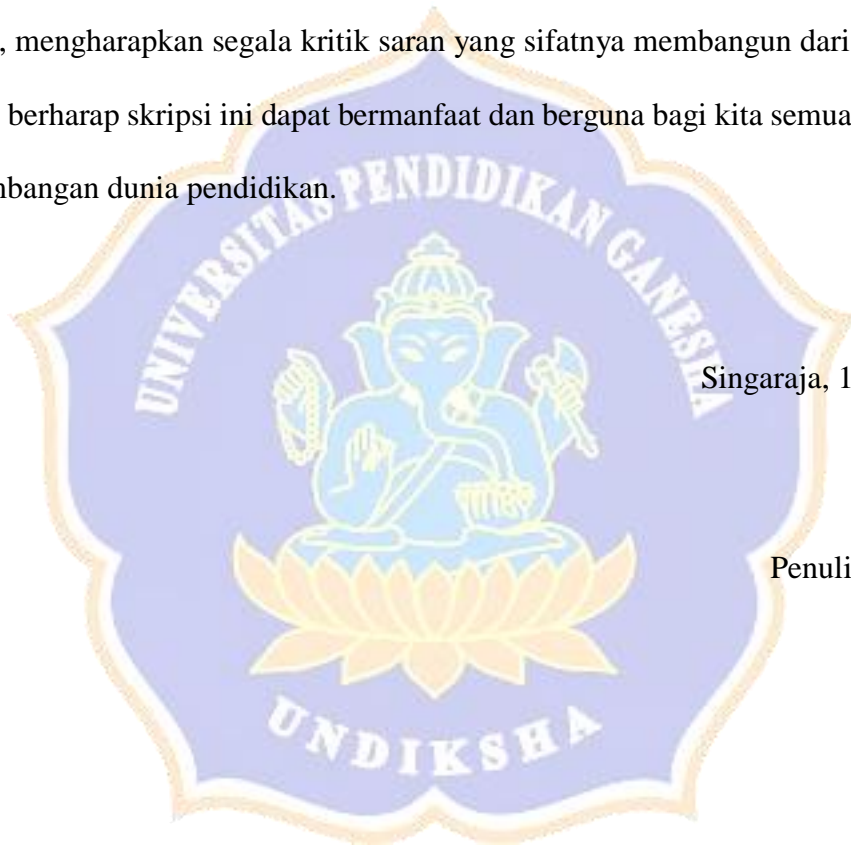 , mengharapkan segala kritik saran yang sifatnya membangun dari
berharap skripsi ini dapat bermanfaat dan berguna bagi kita semua
mbangan dunia pendidikan.
UNIVERSITAS PENDIDIKAN GANESHA
Singaraja, 1
Penuli
UNDIKSHA